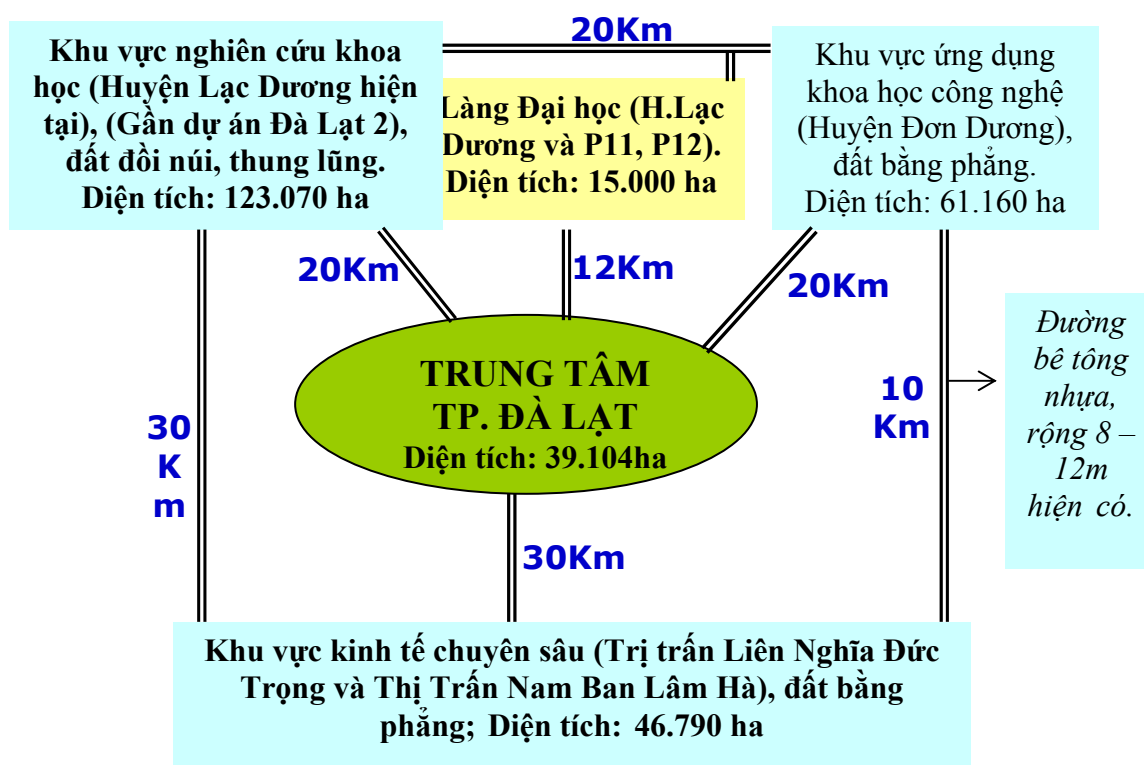 20Km
Khu vực nghiên cứu khoa
học (Huyện Lạc Dương hiện
tại), (Gần dự án Đà Lạt 2),
đất đồi núi, thung lũng.
Diện tích: 123.070 ha
Làng Đại học (H.Lạc
Dương và P11, P12).
Diện tích: 15.000 ha
Khu vực ứng dụng
khoa học công nghệ
(Huyện Đơn Dương),
đất bằng phẳng.
Diện tích: 61.160 ha
20Km
12Km
20Km
TRUNG TÂM
TP. ĐÀ LẠT
Diện tích: 39.104ha
30
K
m
10
Km
Đường
bê tông
nhựa,
rộng 8 –
12m
hiện có.
30Km
Khu vực kinh tế chuyên sâu (Trị trấn Liên Nghĩa Đức
Trọng và Thị Trấn Nam Ban Lâm Hà), đất bằng
phẳng; Diện tích: 46.790 ha